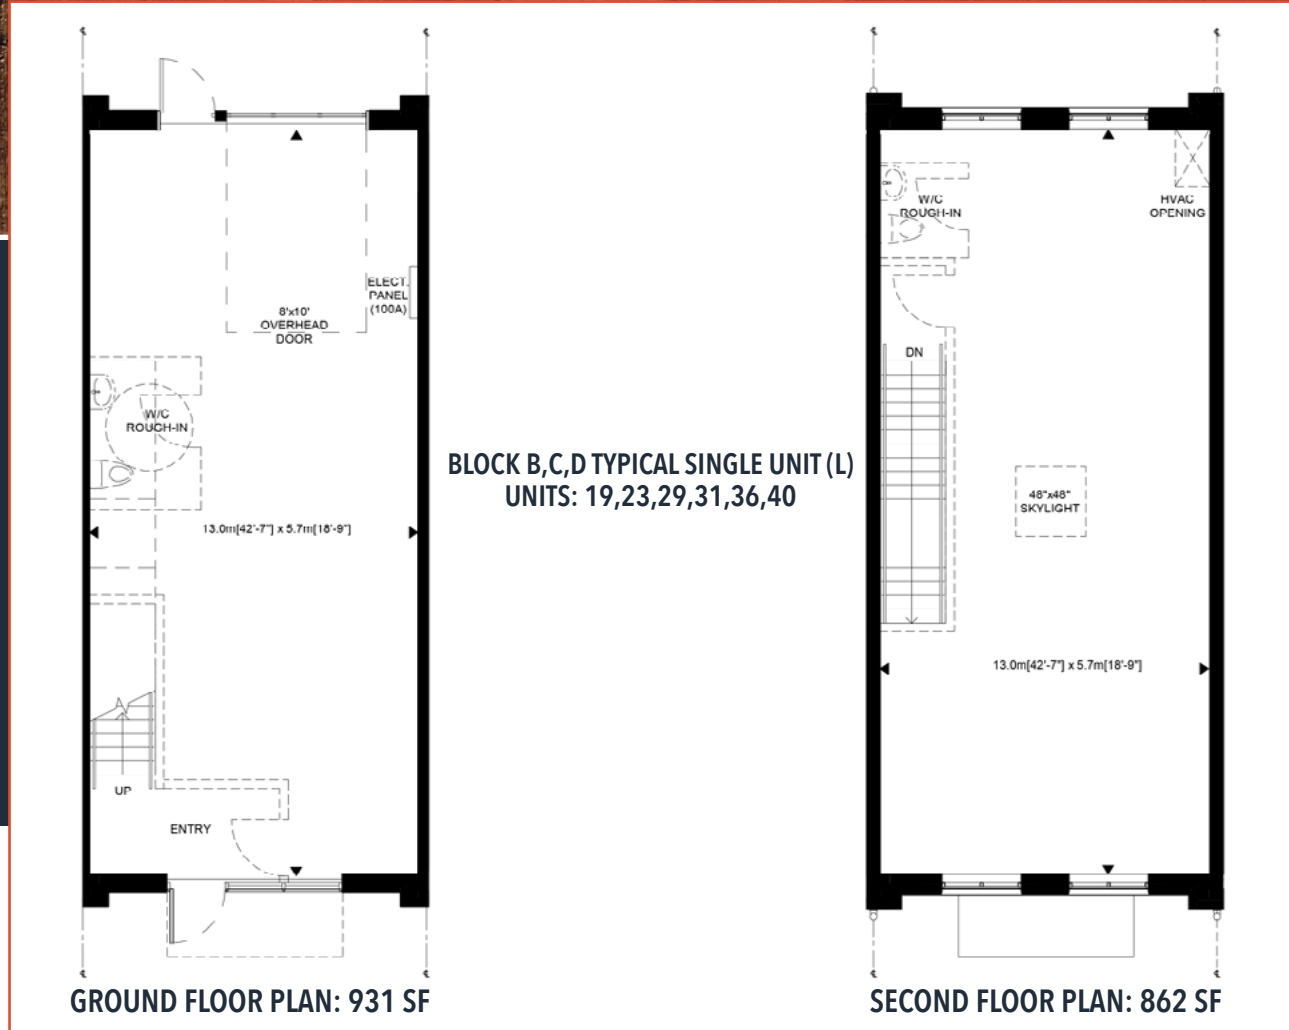 8'x10'
OVERHEAD
DOOR
ELECT.
PANEL
(100A)
W/C
ROUGH-IN
13.0m[42'-7"] x 5.7m[18'-9"]
UP
ENTRY
GROUND FLOOR PLAN: 931 SF
BLOCK B,C,D TYPICAL SINGLE UNIT (L)
UNITS: 19,23,29,31,36,40
W/C
ROUGH-IN
HVAC
OPENING
DN
48"x48"
SKYLIGHT
13.0m[42'-7"] x 5.7m[18'-9"]
SECOND FLOOR PLAN: 862 SF